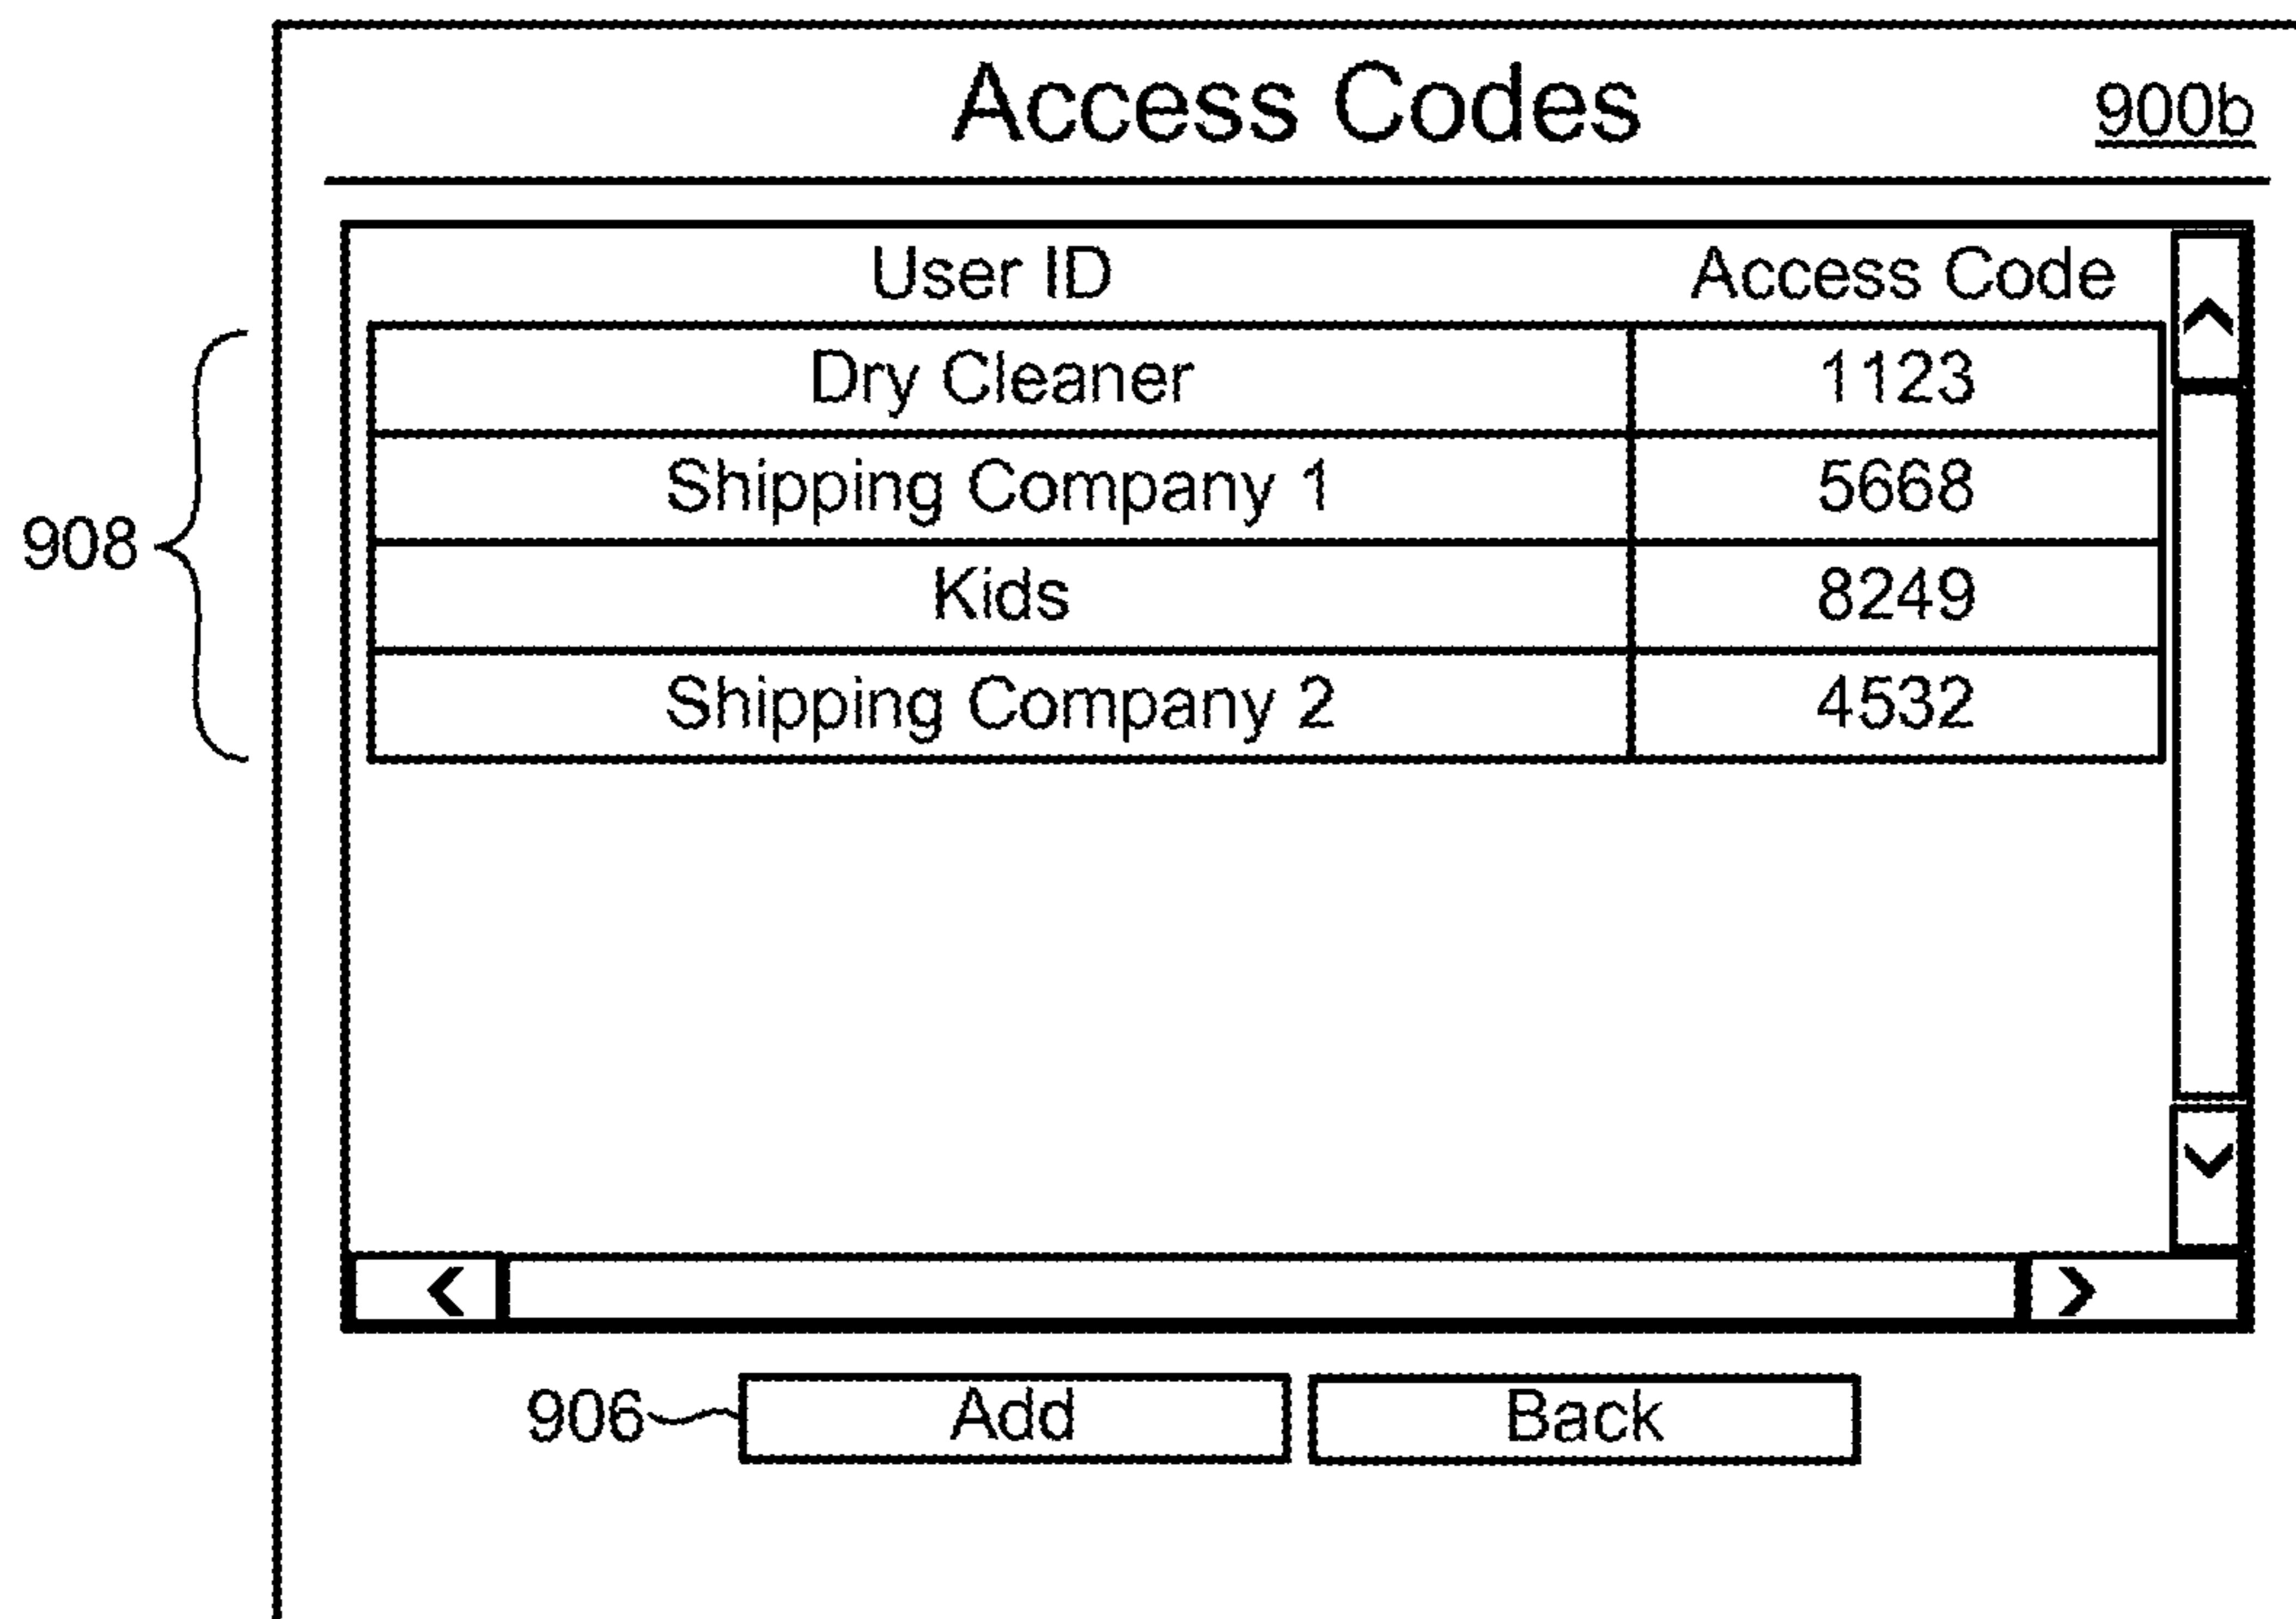 Access Codes 900b
User ID Access Code
Dry Cleaner 1123
Shipping Company 1 5668
908
Kids 8249
Shipping Company 2 4532
906 Add Back